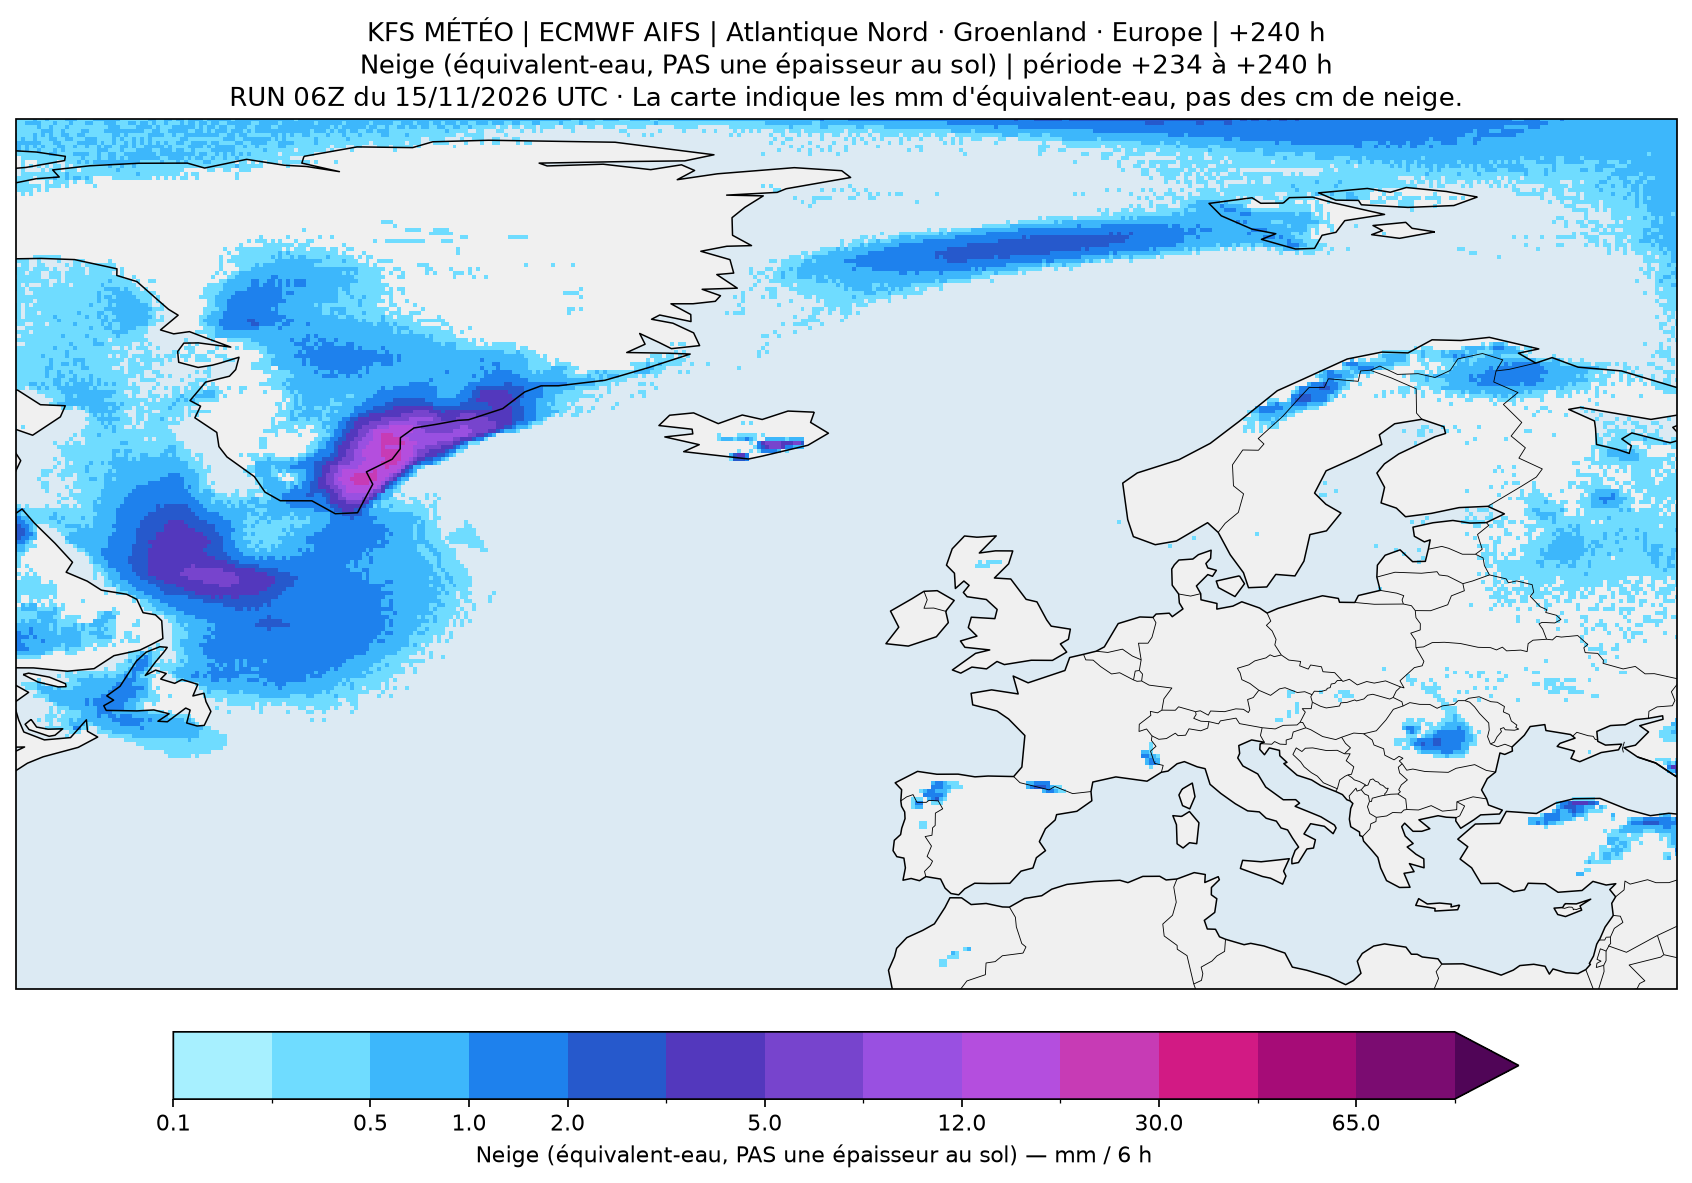 KFS MÉTÉO | ECMWF AIFS | Atlantique Nord · Groenland · Europe | +240 h
Neige (équivalent-eau, PAS une épaisseur au sol) | période +234 à +240 h
RUN 06Z du 15/11/2026 UTC · La carte indique les mm d'équivalent-eau, pas des cm de neige.
0.1 0.5 1.0 2.0 5.0 12.0 30.0 65.0
Neige (équivalent-eau, PAS une épaisseur au sol) — mm / 6 h